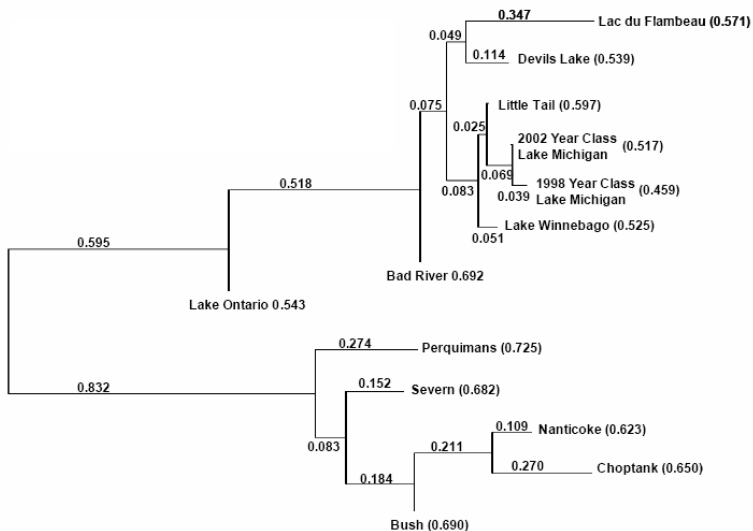 0.347
Lac du Flambeau (0.571)
0.049
0.114
Devils Lake (0.539)
0.075
Little Tail (0.597)
0.025
2002 Year Class
Lake Michigan
(0.517)
0.069
0.518
0.083
1998 Year Class
Lake Michigan
(0.459)
0.039
0.595
0.051
Lake Winnebago (0.525)
Bad River 0.692
Lake Ontario 0.543
0.274
Perquimans (0.725)
0.832
0.152
Severn (0.682)
0.083
0.109
Nanticoke (0.623)
0.211
0.270
Choptank (0.650)
0.184
Bush (0.690)